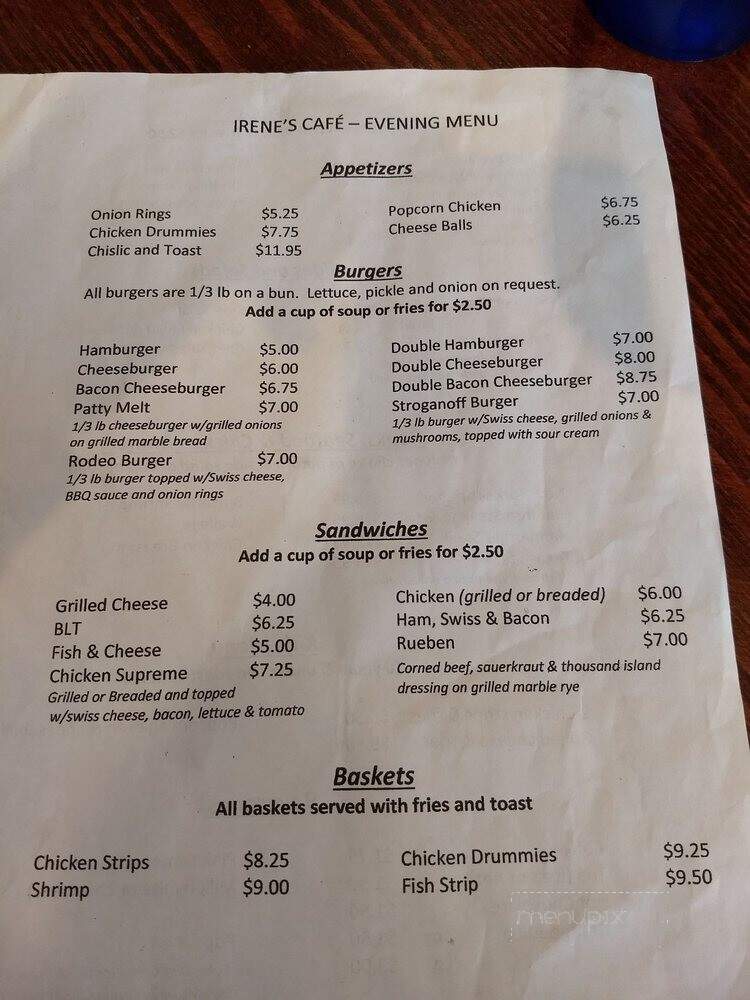 IRENE'S CAFÉ – EVENING MENU
Appetizers
Onion Rings $5.25
Chicken Drummies $7.75
Chislic and Toast $11.95
Popcorn Chicken $6.75
Cheese Balls $6.25
Burgers
All burgers are 1/3 lb on a bun. Lettuce, pickle and onion on request.
Add a cup of soup or fries for $2.50
Hamburger $5.00
Cheeseburger $6.00
Bacon Cheeseburger $6.75
Patty Melt $7.00
1/3 lb cheeseburger w/grilled onions
on grilled marble bread
Rodeo Burger $7.00
1/3 lb burger topped w/Swiss cheese,
BBQ sauce and onion rings
Double Hamburger $7.00
Double Cheeseburger $8.00
Double Bacon Cheeseburger $8.75
Stroganoff Burger $7.00
1/3 lb burger w/Swiss cheese, grilled onions &
mushrooms, topped with sour cream
Sandwiches
Add a cup of soup or fries for $2.50
Grilled Cheese $4.00
BLT $6.25
Fish & Cheese $5.00
Chicken Supreme $7.25
Grilled or Breaded and topped
w/swiss cheese, bacon, lettuce & tomato
Chicken (grilled or breaded) $6.00
Ham, Swiss & Bacon $6.25
Rueben $7.00
Corned beef, sauerkraut & thousand island
dressing on grilled marble rye
Baskets
All baskets served with fries and toast
Chicken Strips $8.25
Shrimp $9.00
Chicken Drummies $9.25
Fish Strip $9.50
menupix